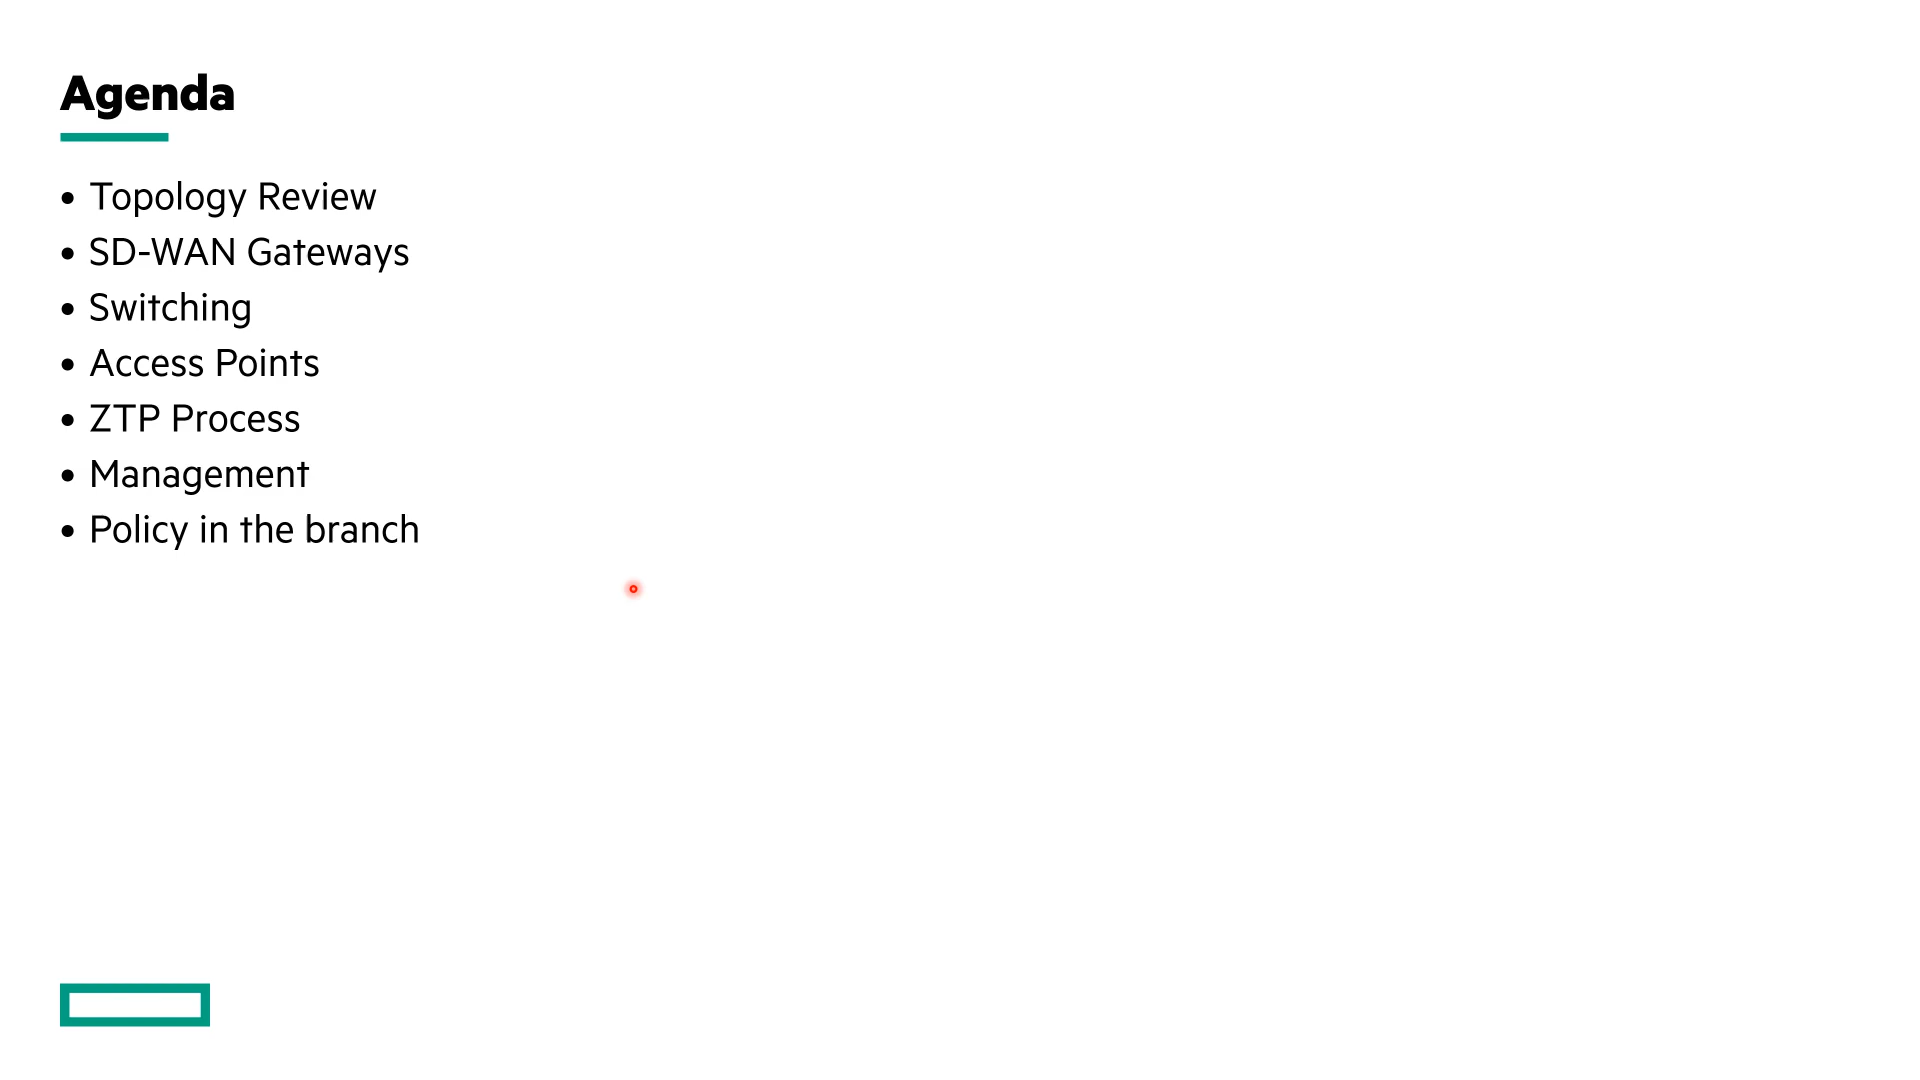 Agenda
• Topology Review
• SD-WAN Gateways
• Switching
• Access Points
• ZTP Process
• Management
• Policy in the branch